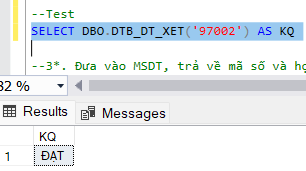 --Test
SELECT DBO.DTB_DT_XET('97002') AS KQ
--3*. Đưa vào MSDT, trả về mã số và họ
32 %
Results Messages
KQ
1 ĐẠT